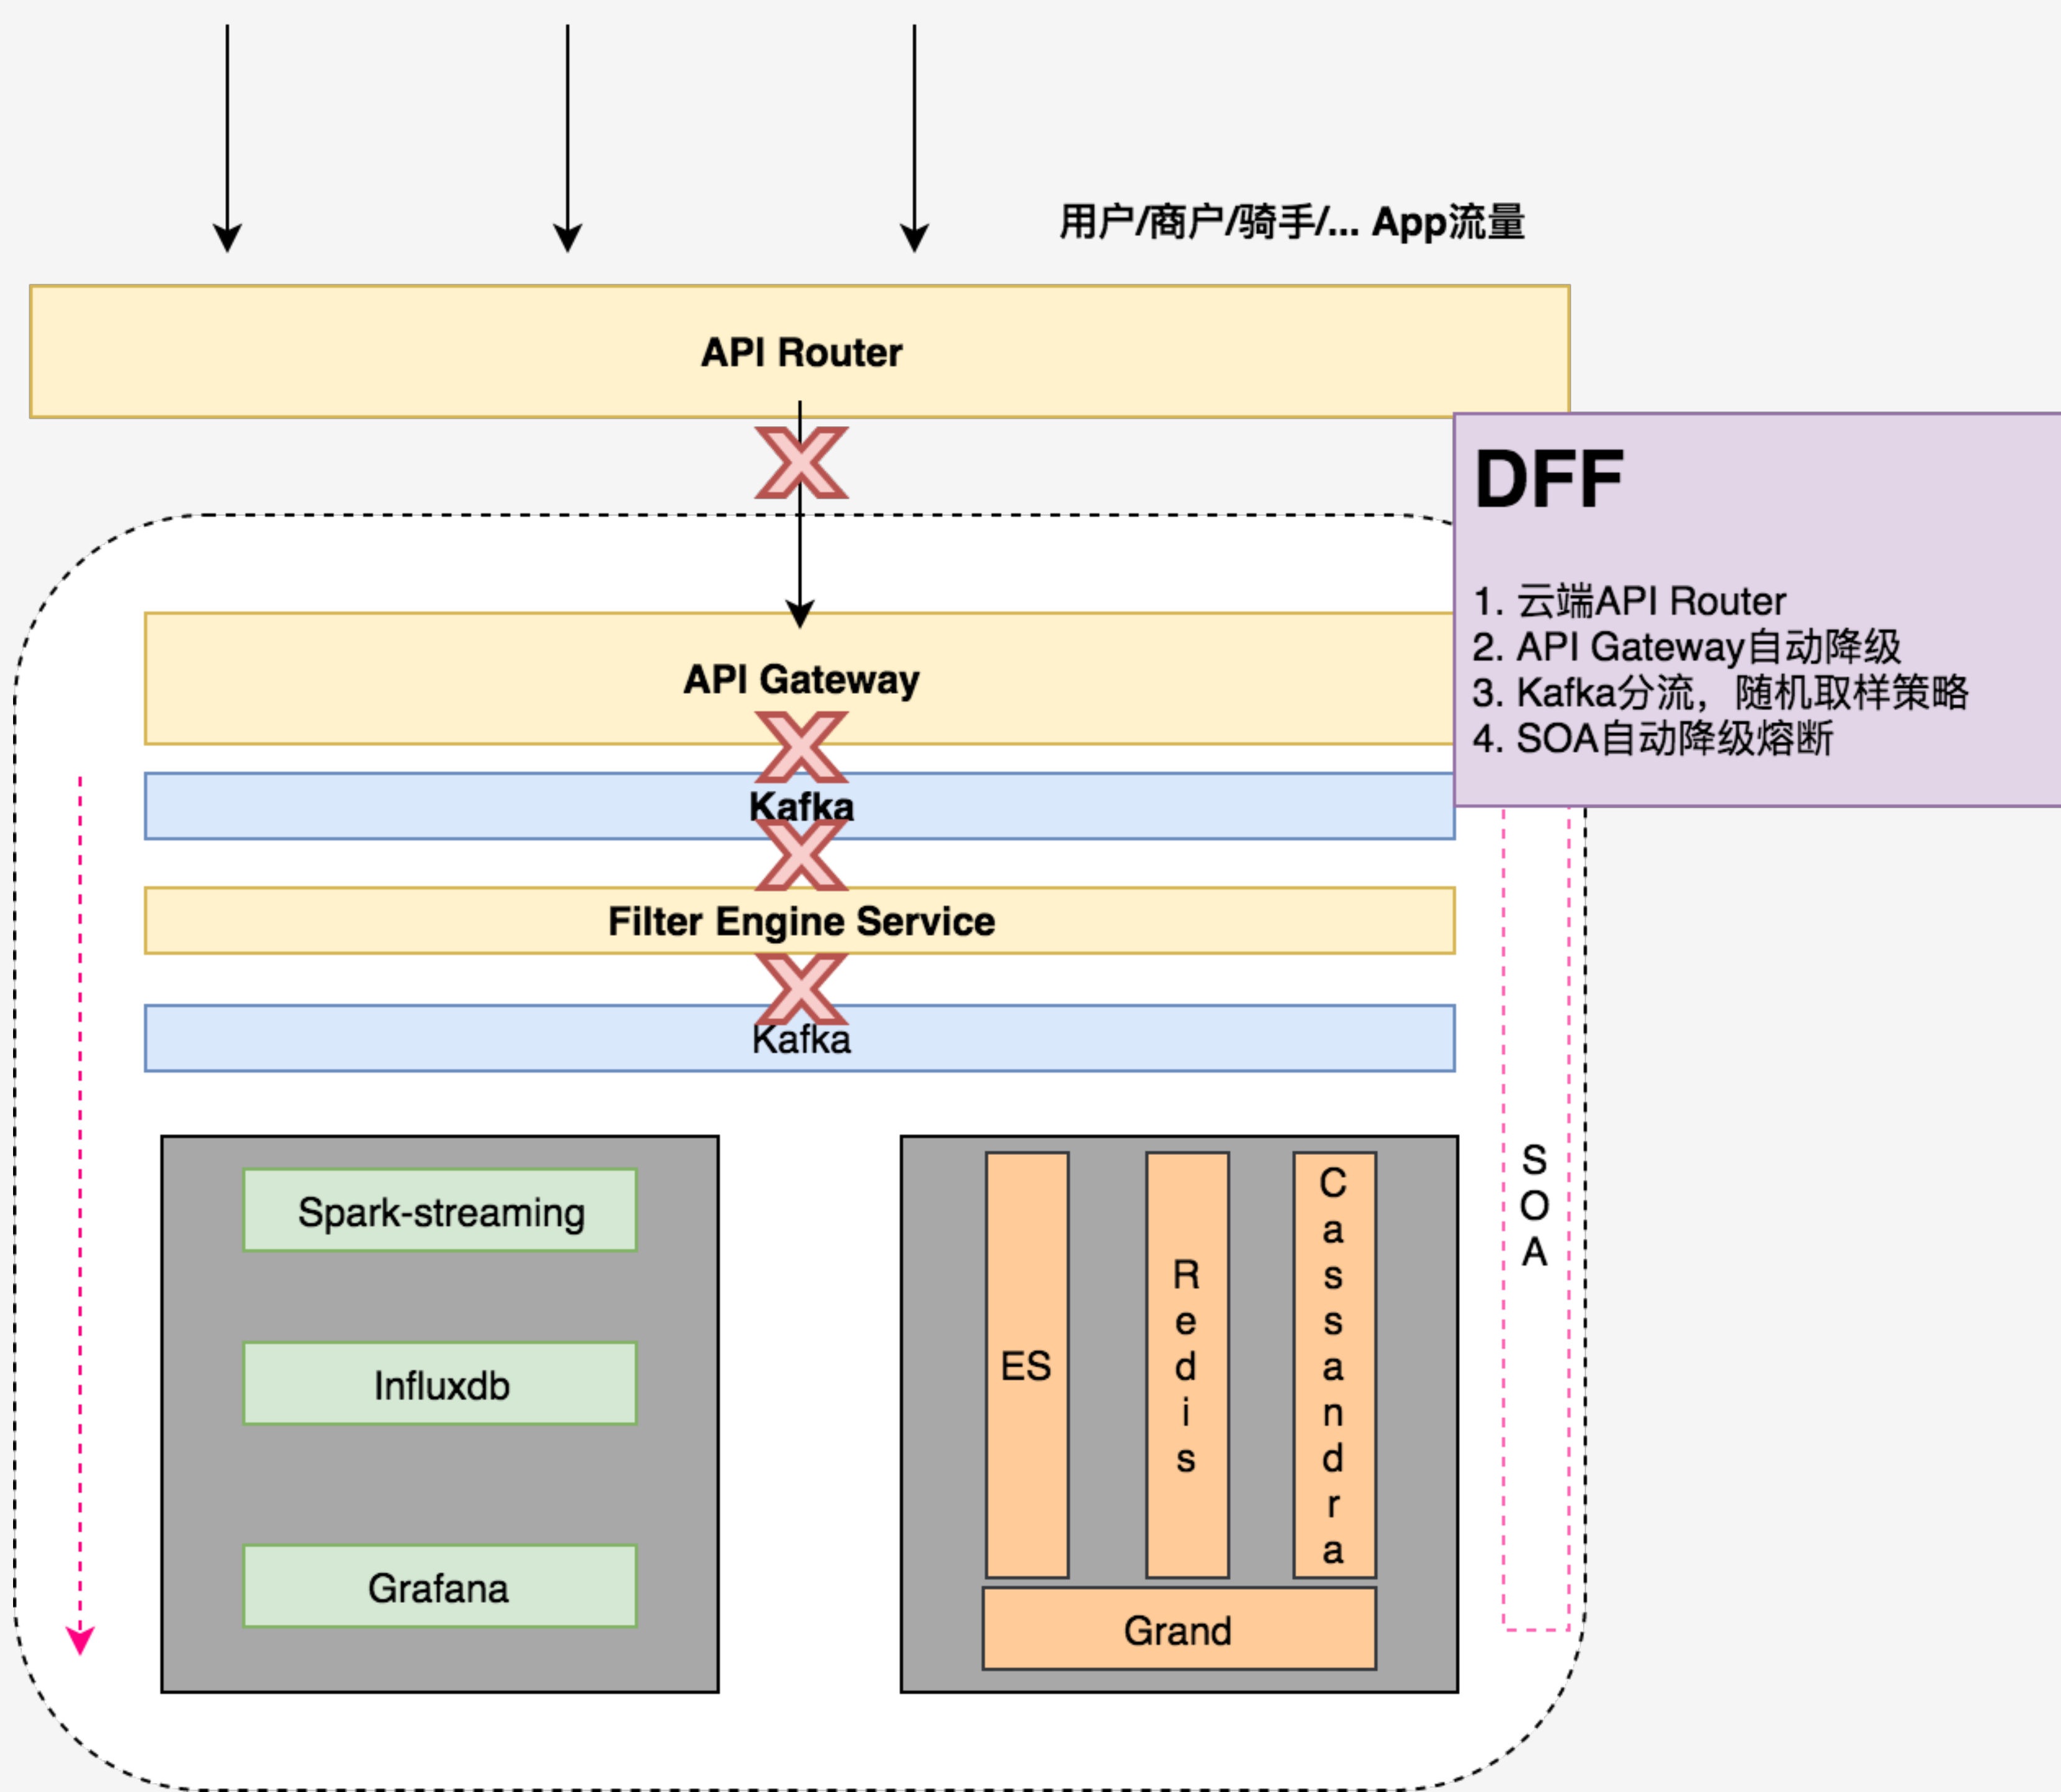 用户/商户/骑手/... App流量
API Router
DFF
1. 云端API Router
2. API Gateway自动降级
3. Kafka分流，随机取样策略
4. SOA自动降级熔断
API Gateway
Kafka
Filter Engine Service
Kafka
Spark-streaming
Influxdb
Grafana
ES
Redis
Cassandra
Grand
SOA